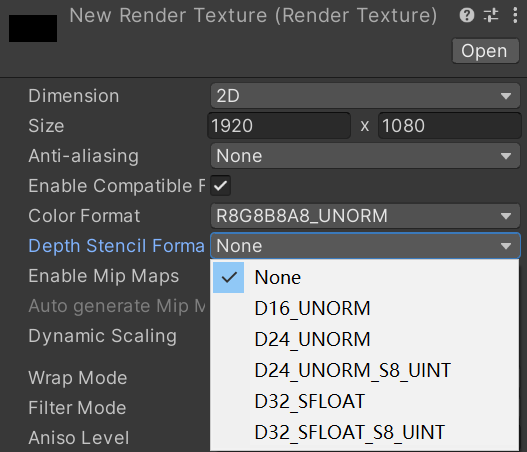 New Render Texture (Render Texture)
Open
Dimension 2D
Size 1920 x 1080
Anti-aliasing None
Enable Compatible F
Color Format R8G8B8A8_UNORM
Depth Stencil Forma None
Enable Mip Maps None
Auto generate Mip M D16_UNORM
Dynamic Scaling D24_UNORM
D24_UNORM_S8_UINT
Wrap Mode D32_SFLOAT
Filter Mode D32_SFLOAT_S8_UINT
Aniso Level